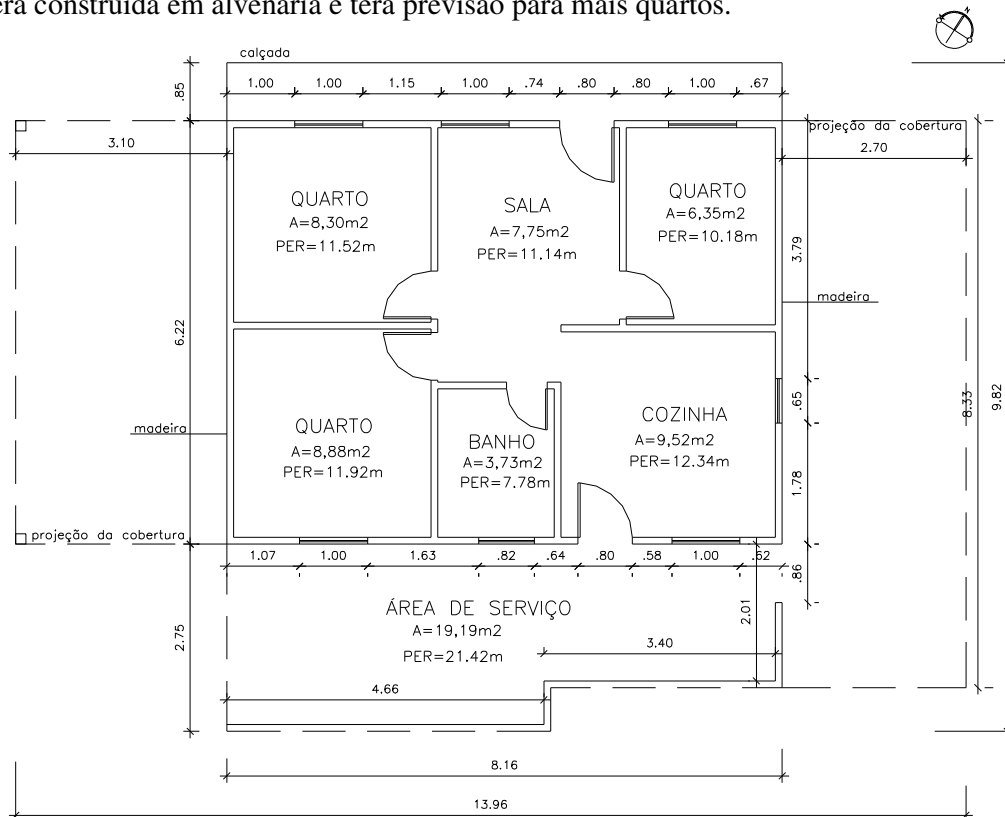 erá construída em alvenaria e terá previsão para mais quartos.
N
calçada
1.00 1.00 1.15 1.00 .74 .80 .80 1.00 .67
.85
projeção da cobertura
3.10
2.70
QUARTO
A=8,30m2
PER=11.52m
SALA
A=7,75m2
PER=11.14m
QUARTO
A=6,35m2
PER=10.18m
3.79
madeira
6.22
.65
8.33
9.82
madeira
QUARTO
A=8,88m2
PER=11.92m
BANHO
A=3,73m2
PER=7.78m
COZINHA
A=9,52m2
PER=12.34m
1.78
projeção da cobertura
1.07 1.00 1.63 .82 .64 .80 .58 1.00 .52
.86
2.01
ÁREA DE SERVIÇO
A=19,19m2
PER=21.42m
2.75
3.40
4.66
8.16
13.96